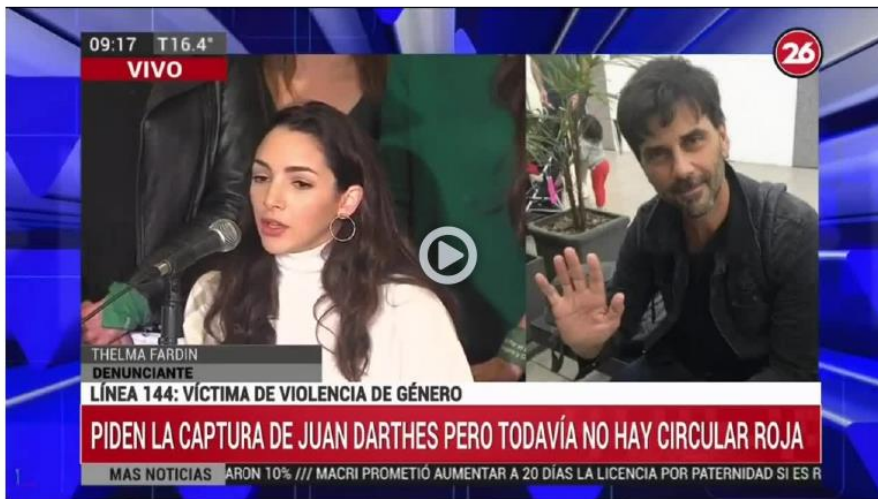 09:17 T16.4°
VIVO
26
THELMA FARDIN
DENUNCIANTE
LÍNEA 144: VÍCTIMA DE VIOLENCIA DE GÉNERO
PIDEN LA CAPTURA DE JUAN DARTHES PERO TODAVÍA NO HAY CIRCULAR ROJA
MAS NOTICIAS ARON 10% /// MACRI PROMETIÓ AUMENTAR A 20 DÍAS LA LICENCIA POR PATERNIDAD SI ES R